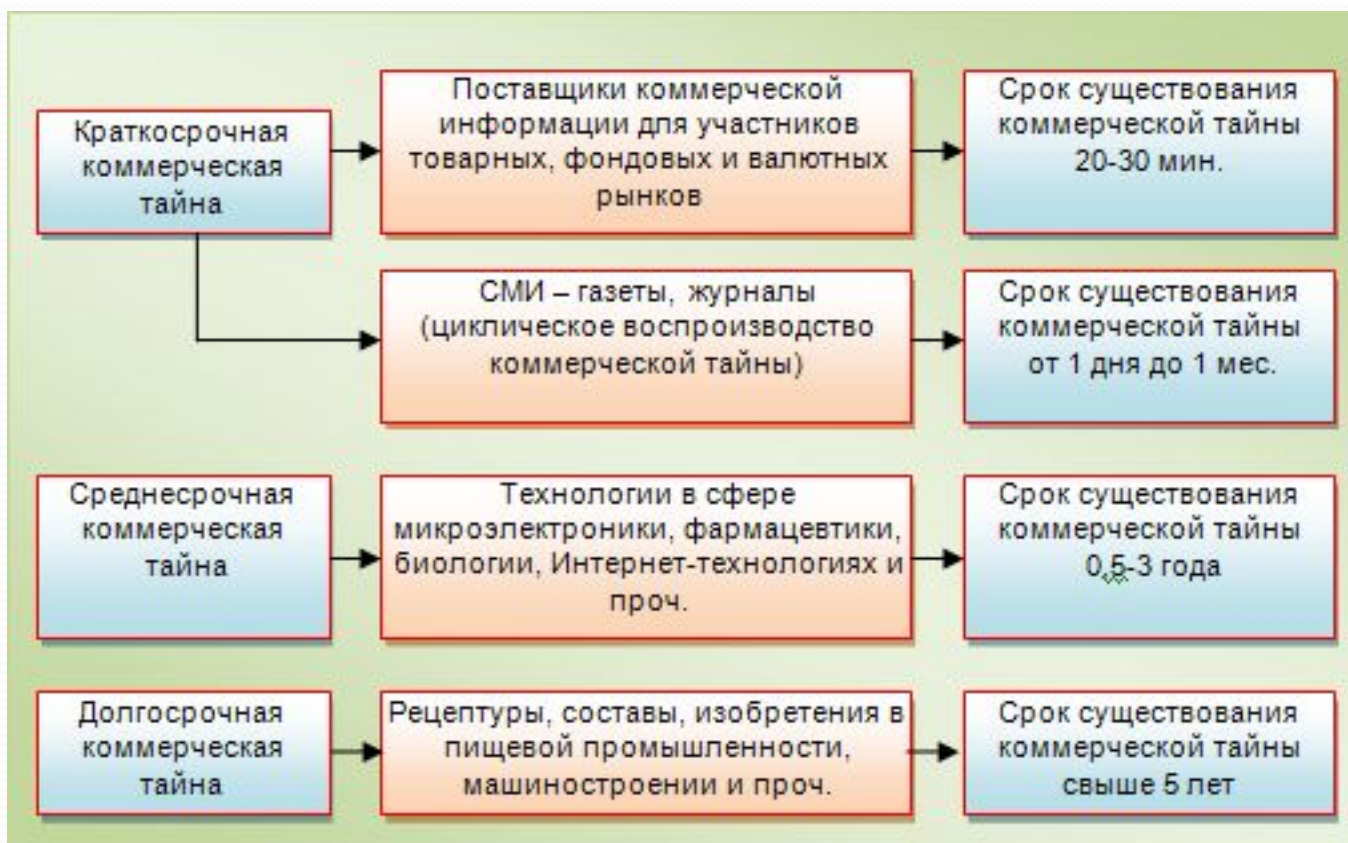 Краткосрочная
коммерческая
тайна
Поставщики коммерческой
информации для участников
товарных, фондовых и валютных
рынков
Срок существования
коммерческой тайны
20-30 мин.
СМИ – газеты, журналы
(циклическое воспроизводство
коммерческой тайны)
Срок существования
коммерческой тайны
от 1 дня до 1 мес.
Среднесрочная
коммерческая
тайна
Технологии в сфере
микроэлектроники, фармацевтики,
биологии, Интернет-технологиях и
проч.
Срок существования
коммерческой тайны
0,5-3 года
Долгосрочная
коммерческая
тайна
Рецептуры, составы, изобретения в
пищевой промышленности,
машиностроении и проч.
Срок существования
коммерческой тайны
свыше 5 лет